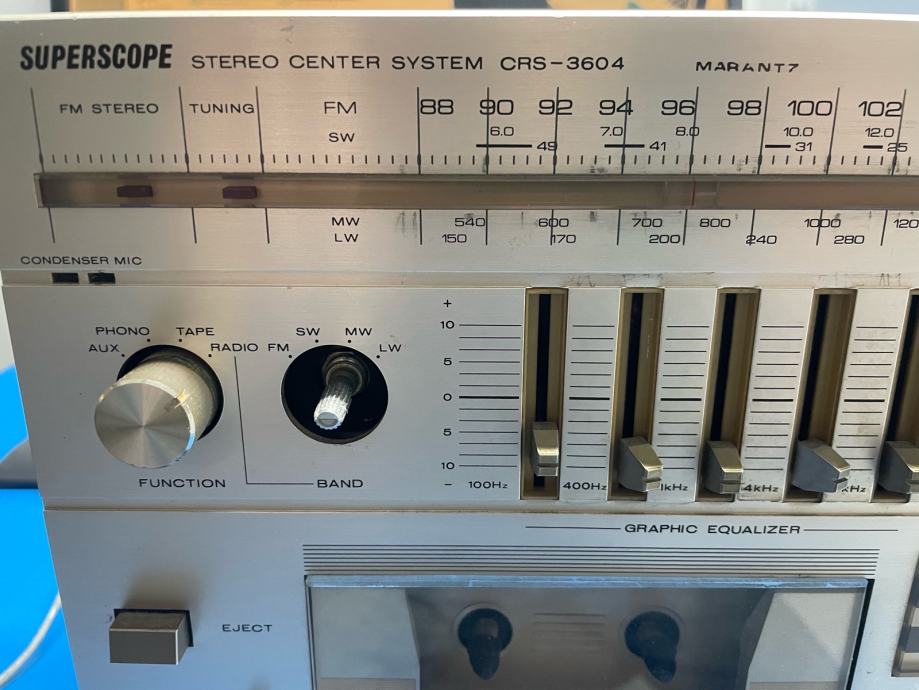 SUPERSCOPE STEREO CENTER SYSTEM CRS-3604 MARANTZ
FM STEREO TUNING FM 88 90 92 94 96 98 100 102
SW 6.0 49 7.0 41 8.0 10.0 31 12.0 25
MW 540 600 700 800 1000 120
LW 150 170 200 240 280
CONDENSER MIC
PHONO TAPE
AUX RADIO
SW MW
FM LW
FUNCTION
BAND
+
10
5
0
5
10
- 100Hz 400Hz 1kHz 4kHz kHz
GRAPHIC EQUALIZER
EJECT